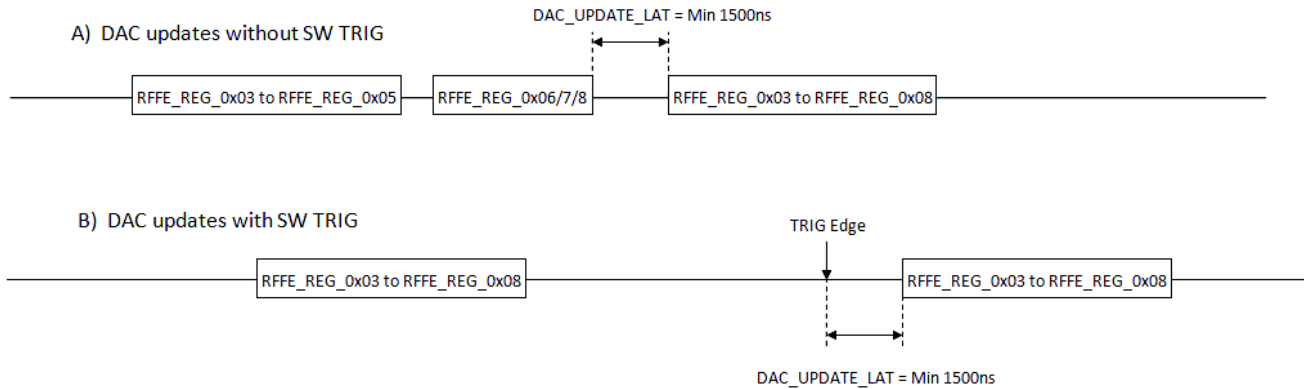 DAC_UPDATE_LAT = Min 1500ns
A) DAC updates without SW TRIG
RFFE_REG_0x03 to RFFE_REG_0x05
RFFE_REG_0x06/7/8
RFFE_REG_0x03 to RFFE_REG_0x08
B) DAC updates with SW TRIG
TRIG Edge
RFFE_REG_0x03 to RFFE_REG_0x08
RFFE_REG_0x03 to RFFE_REG_0x08
DAC_UPDATE_LAT = Min 1500ns